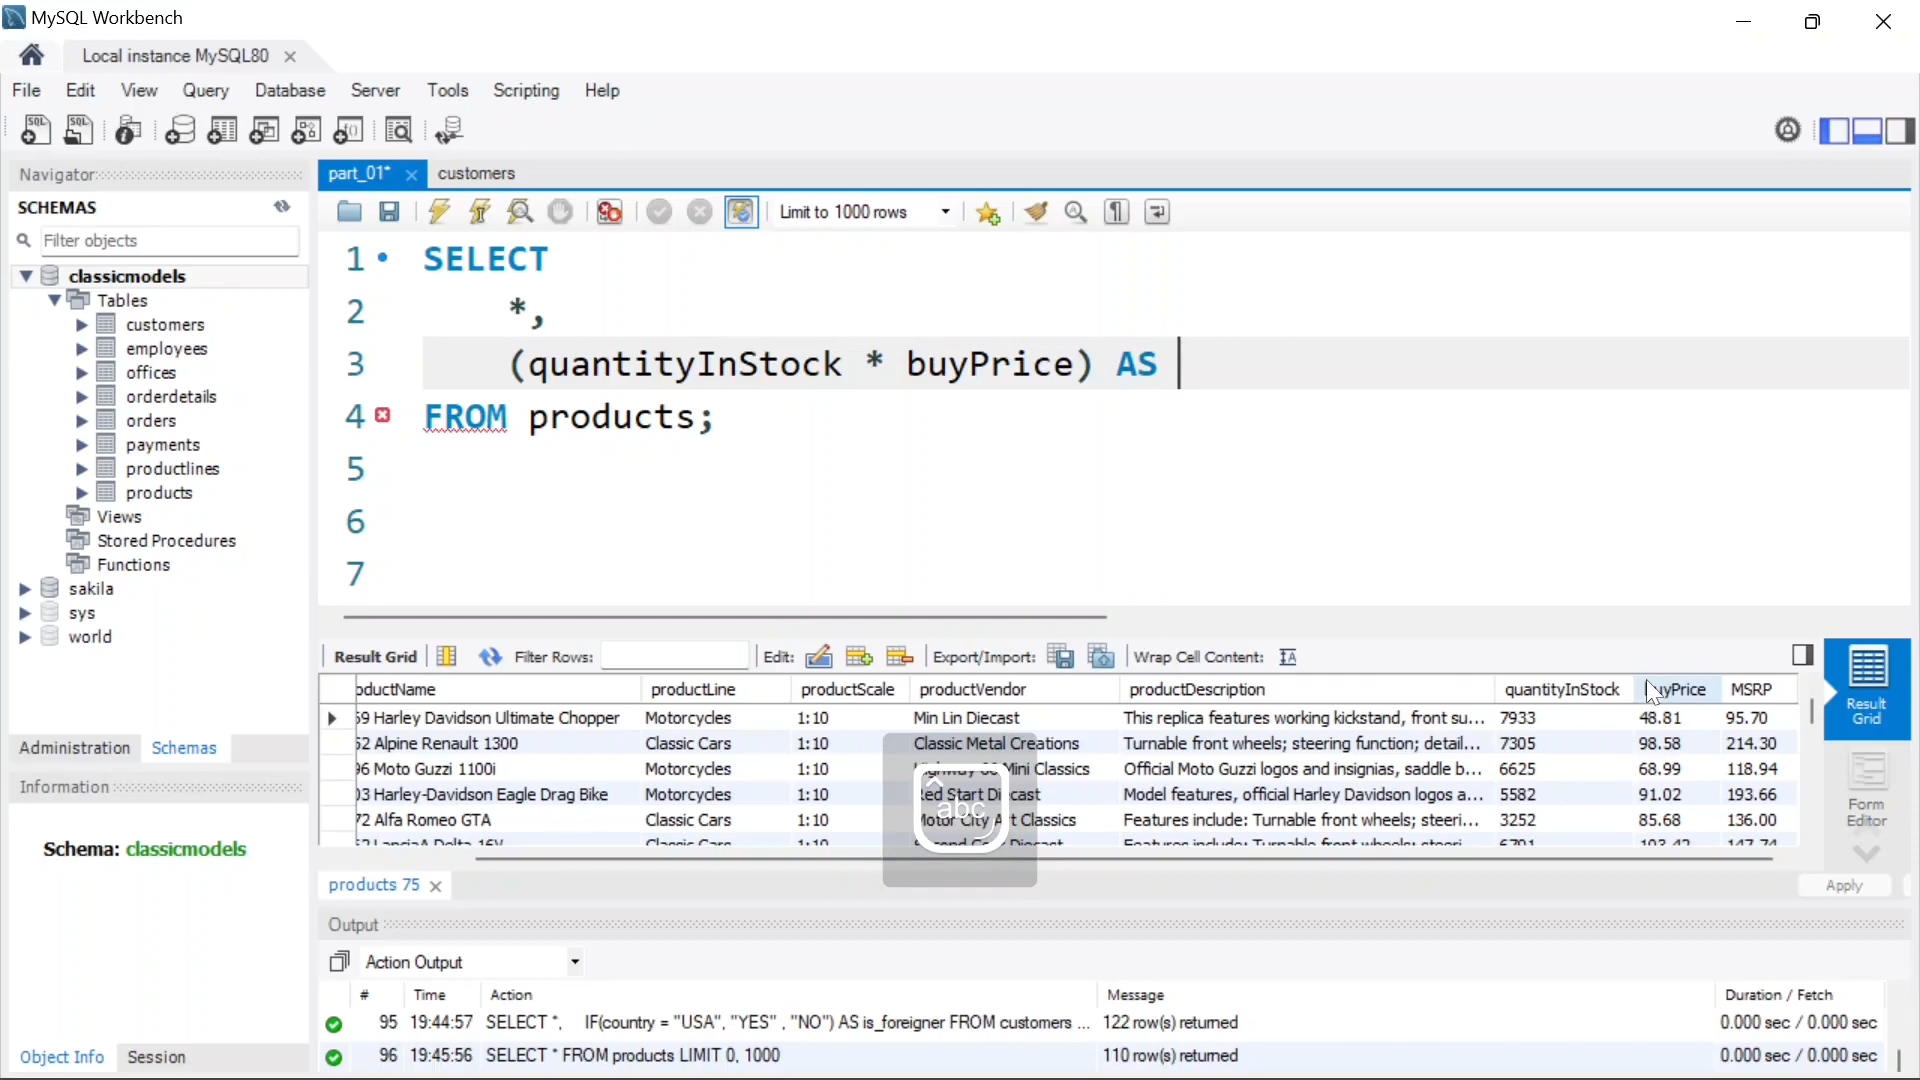 MySQL Workbench
Local instance MySQL80
File Edit View Query Database Server Tools Scripting Help
Navigator
SCHEMAS
Filter objects
classicmodels
Tables
customers
employees
offices
orderdetails
orders
payments
productlines
products
Views
Stored Procedures
Functions
sakila
sys
world
Administration Schemas
Information
Schema: classicmodels
Object Info Session
part_01* customers
Limit to 1000 rows
1 SELECT
2 *,
3 (quantityInStock * buyPrice) AS
4 FROM products;
5
6
7
Result Grid Filter Rows: Edit: Export/Import: Wrap Cell Content:
productLine productScale productVendor productDescription quantityInStock MSRP
Harley Davidson Ultimate Chopper Motorcycles 1:10 Min Lin Diecast This replica features working kickstand, front su... 7933 48.81 95.70
Alpine Renault 1300 Classic Cars 1:10 Classic Metal Creations Turnable front wheels; steering function; detail... 7305 98.58 214.30
Moto Guzzi 1100i Motorcycles 1:10 Mini Classics Official Moto Guzzi logos and insignias, saddle b... 6625 68.99 118.94
Harley-Davidson Eagle Drag Bike Motorcycles 1:10 Model features, official Harley Davidson logos a... 5582 91.02 193.66
Alfa Romeo GTA Classic Cars 1:10 Motor City Classics Features include: Turnable front wheels; steeri... 3252 85.68 136.00
abc
Result
Grid
Form
Editor
products 75
Apply
Output
Action Output
# Time Action Message Duration / Fetch
95 19:44:57 SELECT *, IF(country = "USA", "YES" , "NO") AS is_foreigner FROM customers ... 122 row(s) returned 0.000 sec / 0.000 sec
96 19:45:56 SELECT * FROM products LIMIT 0, 1000 110 row(s) returned 0.000 sec / 0.000 sec